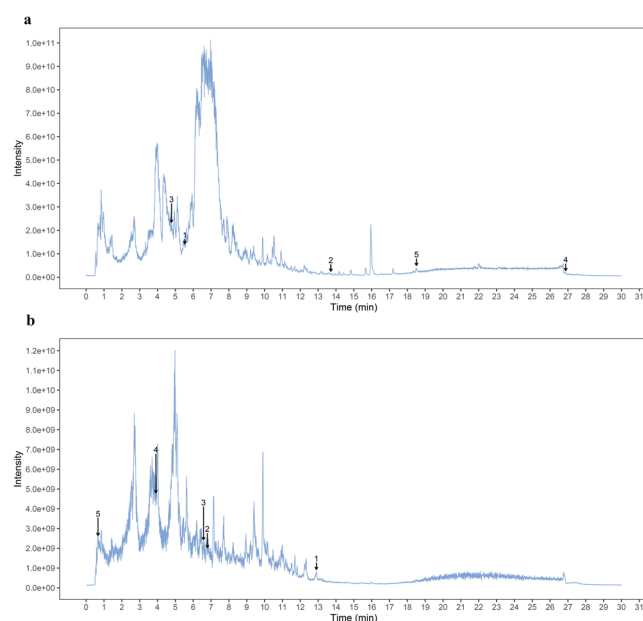 a
1.0e+11
9.0e+10
8.0e+10
7.0e+10
6.0e+10
5.0e+10
4.0e+10
3.0e+10
2.0e+10
1.0e+10
0.0e+00
Intensity
3
1
2
5
4
0 1 2 3 4 5 6 7 8 9 10 11 12 13 14 15 16 17 18 19 20 21 22 23 24 25 26 27 28 29 30 31
Time (min)
b
1.2e+10
1.1e+10
1.0e+10
9.0e+09
8.0e+09
7.0e+09
6.0e+09
5.0e+09
4.0e+09
3.0e+09
2.0e+09
1.0e+09
0.0e+00
Intensity
5
4
3
2
1
0 1 2 3 4 5 6 7 8 9 10 11 12 13 14 15 16 17 18 19 20 21 22 23 24 25 26 27 28 29 30 31
Time (min)